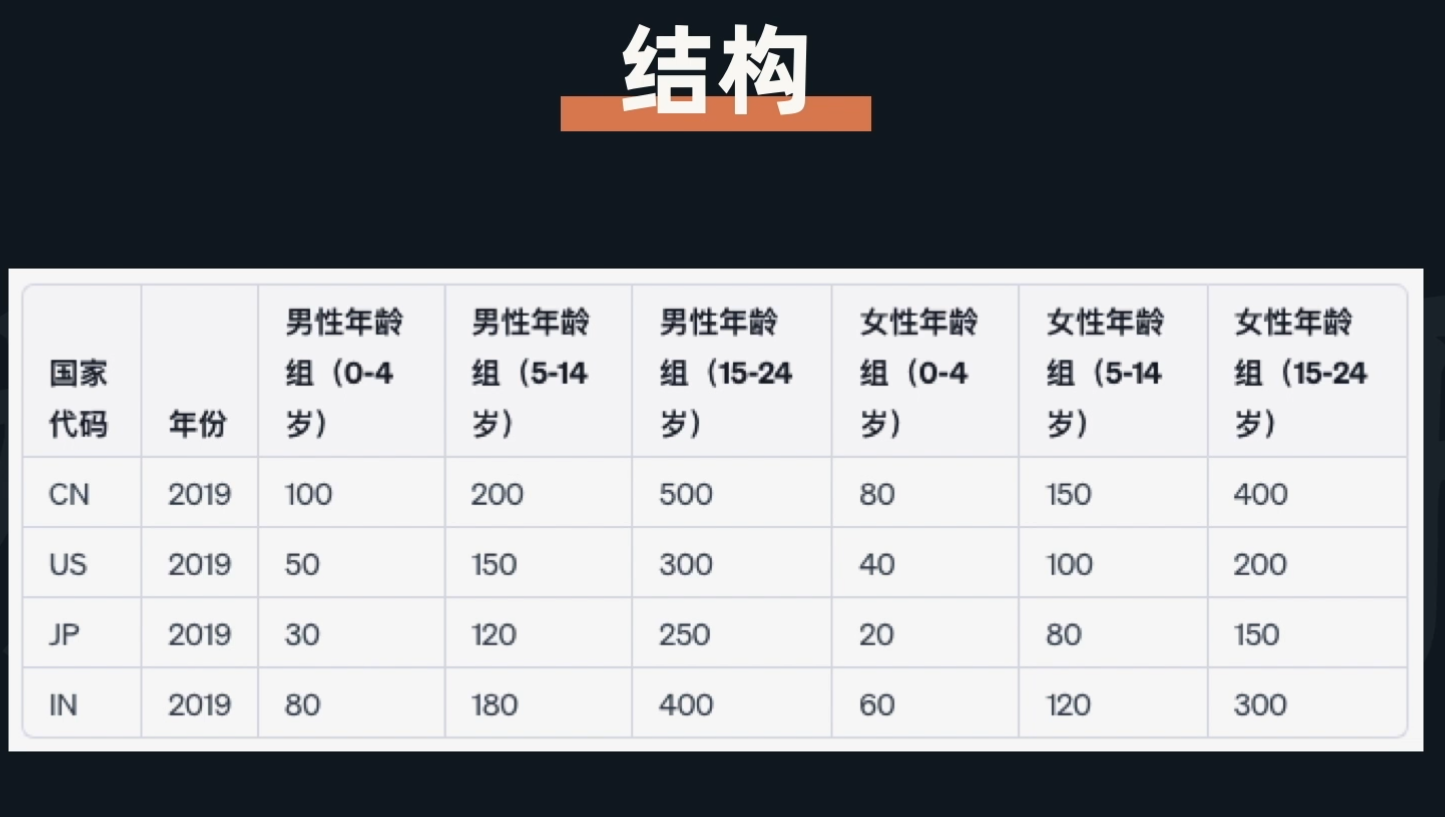 结构
国家代码 年份 男性年龄组（0-4岁） 男性年龄组（5-14岁） 男性年龄组（15-24岁） 女性年龄组（0-4岁） 女性年龄组（5-14岁） 女性年龄组（15-24岁）
CN 2019 100 200 500 80 150 400
US 2019 50 150 300 40 100 200
JP 2019 30 120 250 20 80 150
IN 2019 80 180 400 60 120 300